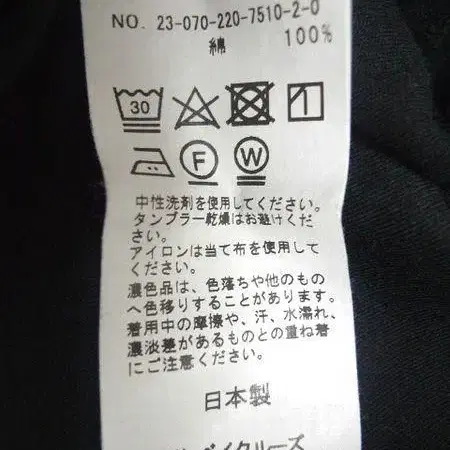 NO. 23-070-220-7510-2-0
綿 100%
30
F W
中性洗剤を使用してください。
タンブラー乾燥はお避けくださ
い。
アイロンは当て布を使用して
ください。
濃色品は、色落ちや他のもの
へ色移りすることがあります。
着用中の摩擦や、汗、水濡れ、
濃淡差があるものとの重ね着
にご注意ください。
日本製
ベイクルーズ